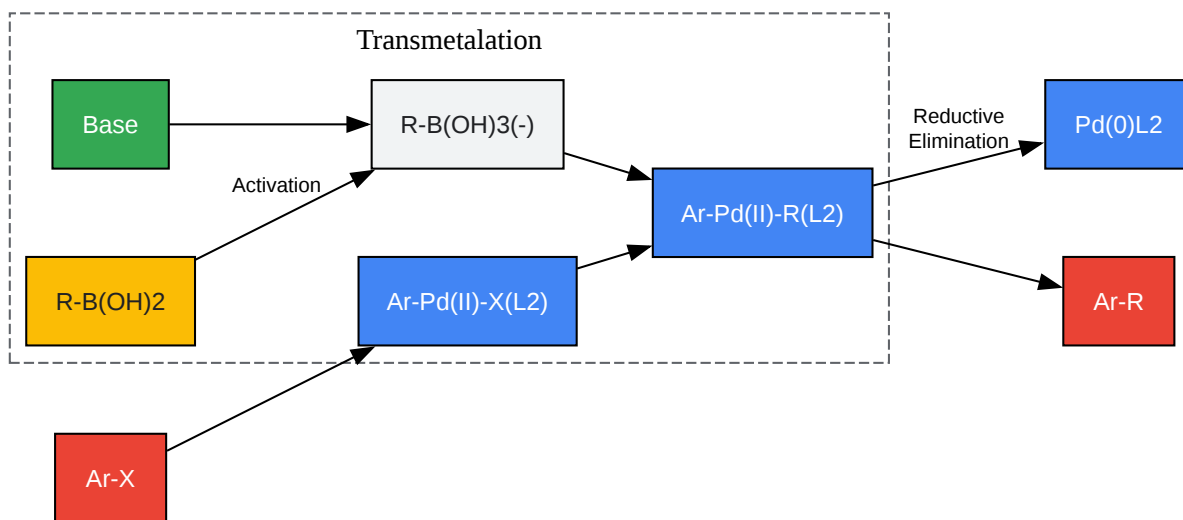 Transmetalation
Base
R-B(OH)3(-)
Reductive
Elimination
Pd(0)L2
Activation
Ar-Pd(II)-R(L2)
R-B(OH)2
Ar-Pd(II)-X(L2)
Ar-R
Ar-X